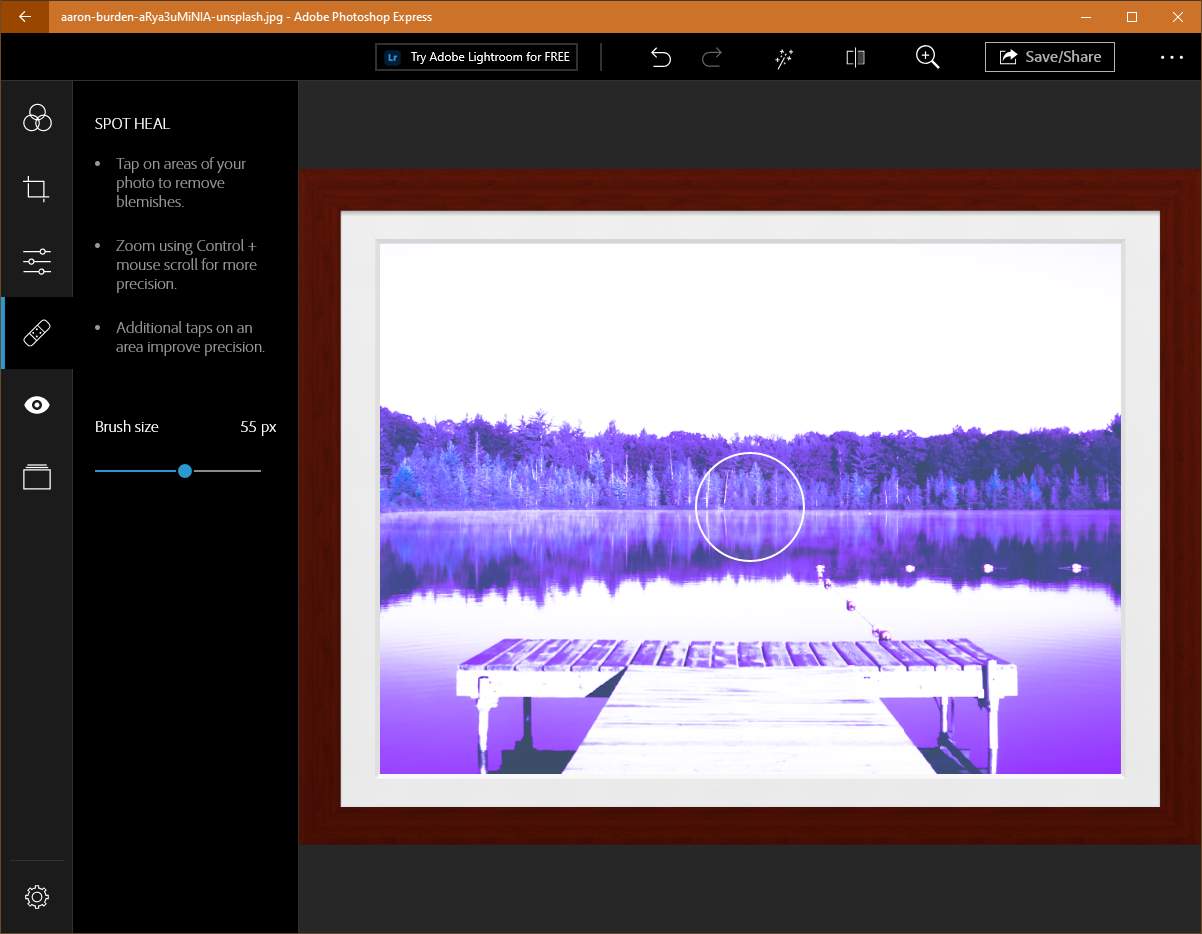 aaron-burden-aRya3uMiNIA-unsplash.jpg - Adobe Photoshop Express
Lr Try Adobe Lightroom for FREE
Save/Share
SPOT HEAL
• Tap on areas of your
photo to remove
blemishes.
• Zoom using Control +
mouse scroll for more
precision.
• Additional taps on an
area improve precision.
Brush size 55 px